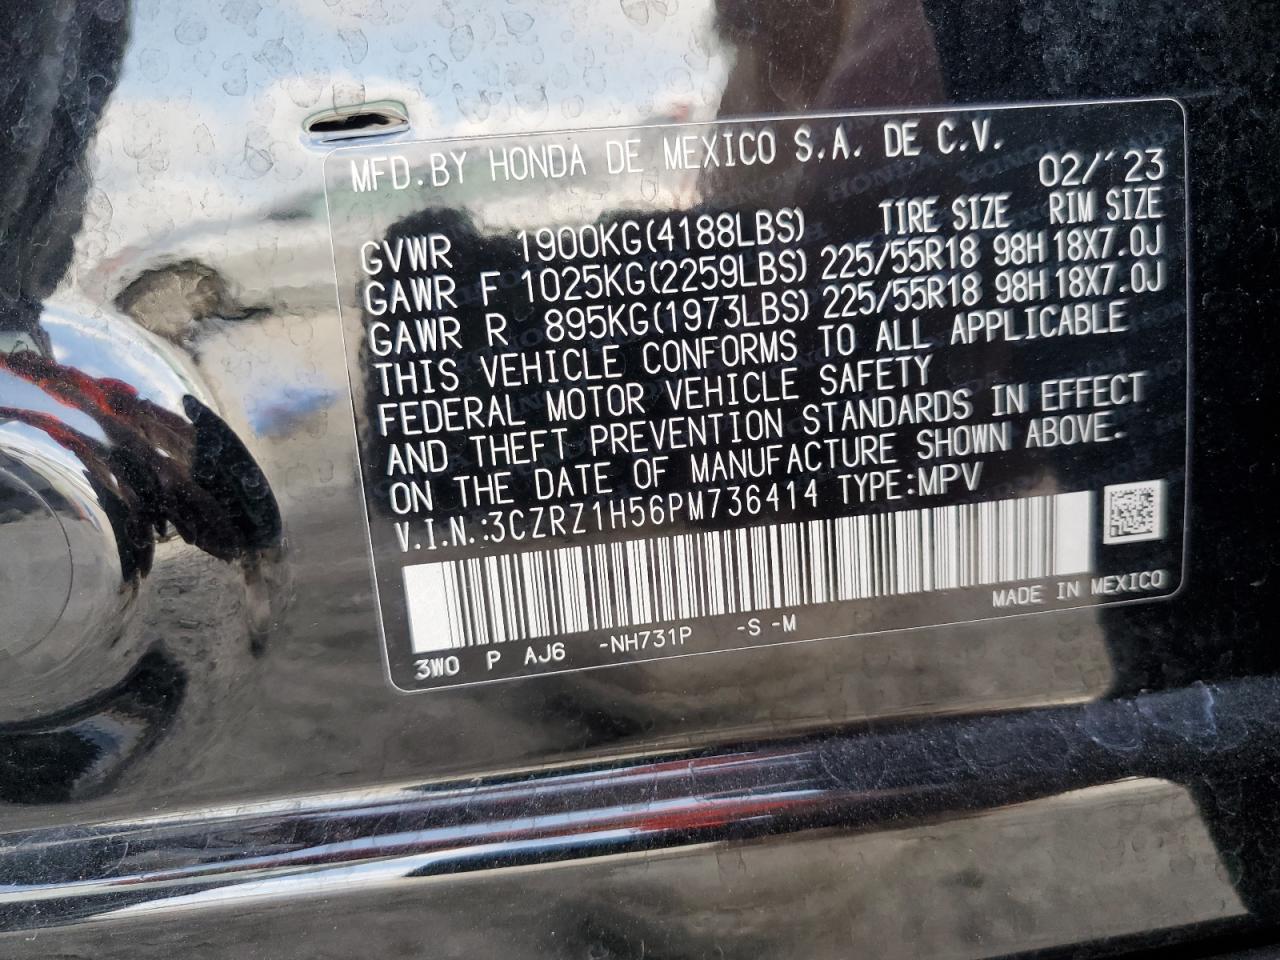 MFD.BY HONDA DE MEXICO S.A. DE C.V.
02/'23
GVWR 1900KG(4188LBS) TIRE SIZE RIM SIZE
GAWR F 1025KG(2259LBS) 225/55R18 98H 18X7.0J
GAWR R 895KG(1973LBS) 225/55R18 98H 18X7.0J
THIS VEHICLE CONFORMS TO ALL APPLICABLE
FEDERAL MOTOR VEHICLE SAFETY
AND THEFT PREVENTION STANDARDS IN EFFECT
ON THE DATE OF MANUFACTURE SHOWN ABOVE.
V.I.N.:3CZRZ1H56PM736414 TYPE:MPV
MADE IN MEXICO
3W0 P AJ6 -NH731P -S -M